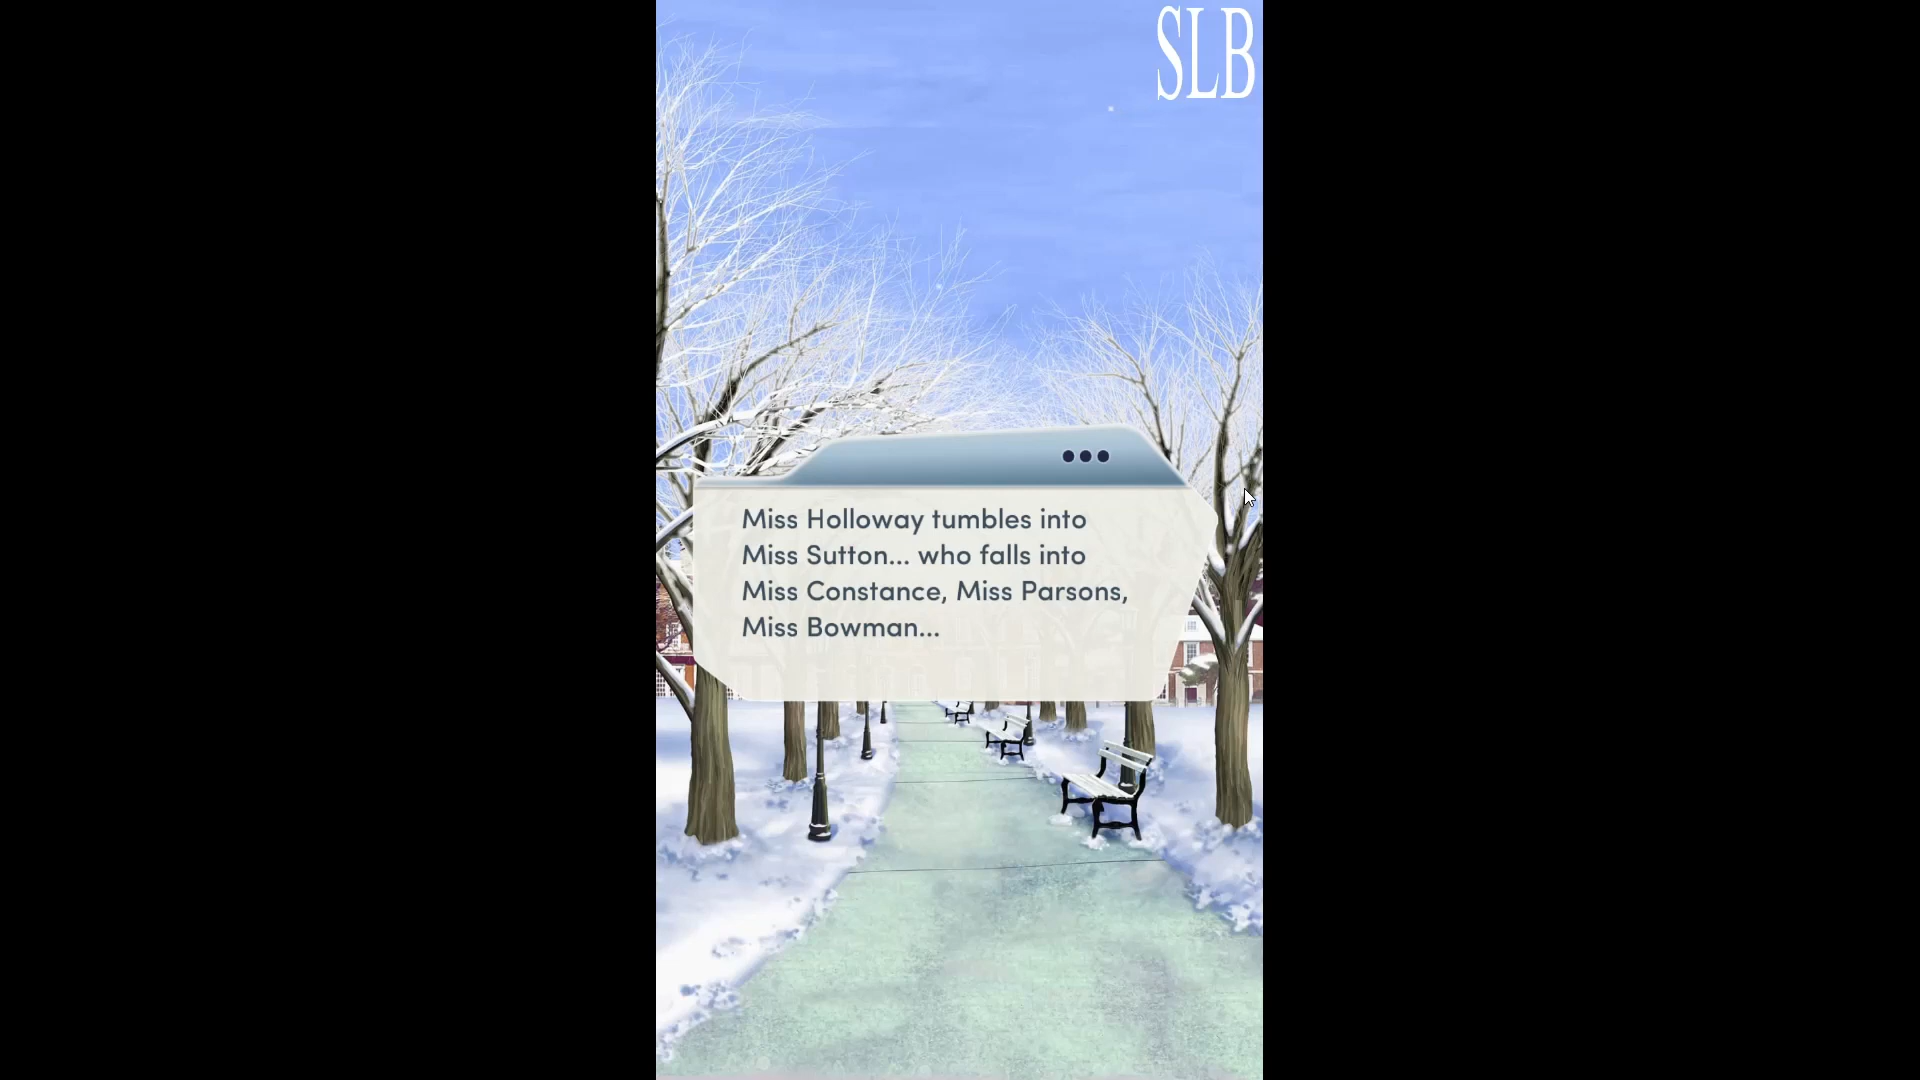 SLB
Miss Holloway tumbles into
Miss Sutton... who falls into
Miss Constance, Miss Parsons,
Miss Bowman...